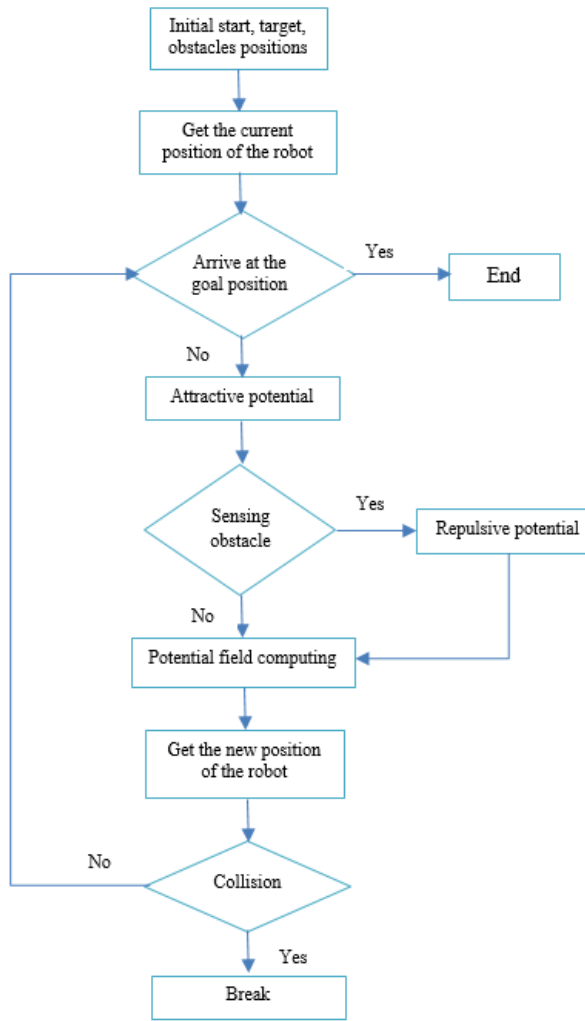 Initial start, target,
obstacles positions
Get the current
position of the robot
Arrive at the
goal position
Yes
End
No
Attractive potential
Sensing
obstacle
Yes
Repulsive potential
No
Potential field computing
Get the new position
of the robot
No
Collision
Yes
Break